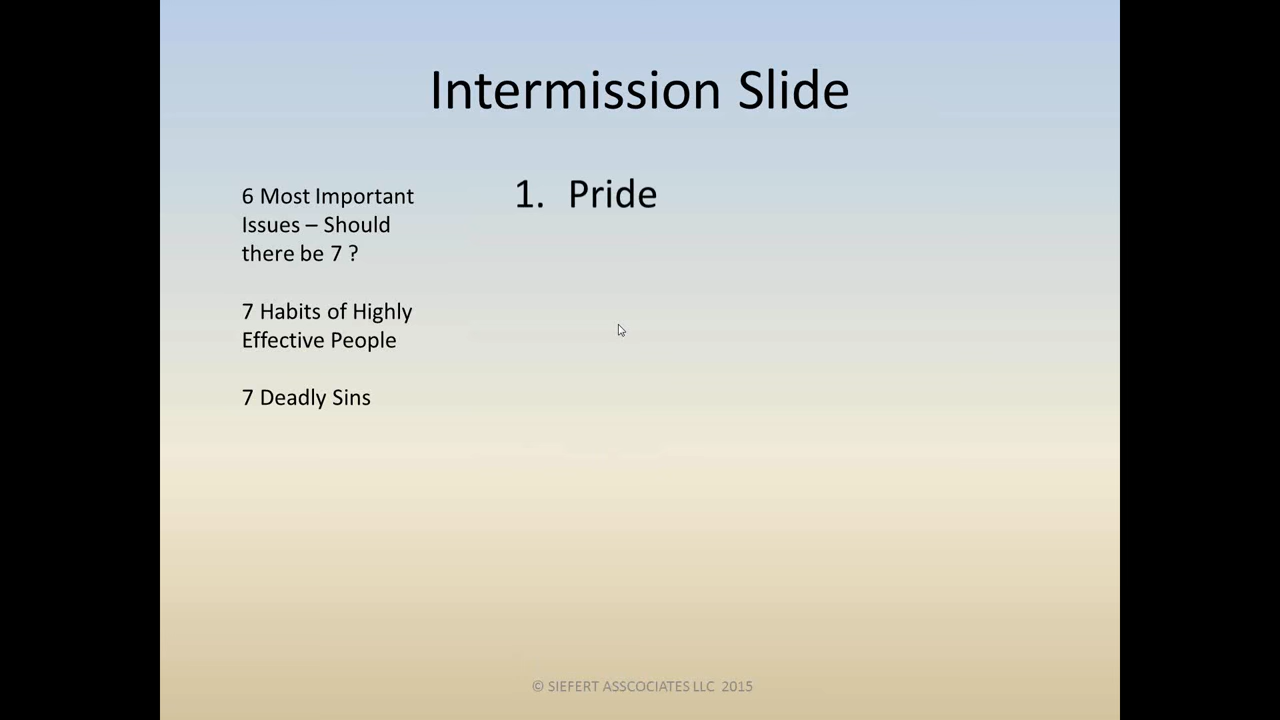 Intermission Slide
6 Most Important
Issues – Should
there be 7 ?
7 Habits of Highly
Effective People
7 Deadly Sins
1. Pride
© SIEFERT ASSCOCIATES LLC 2015